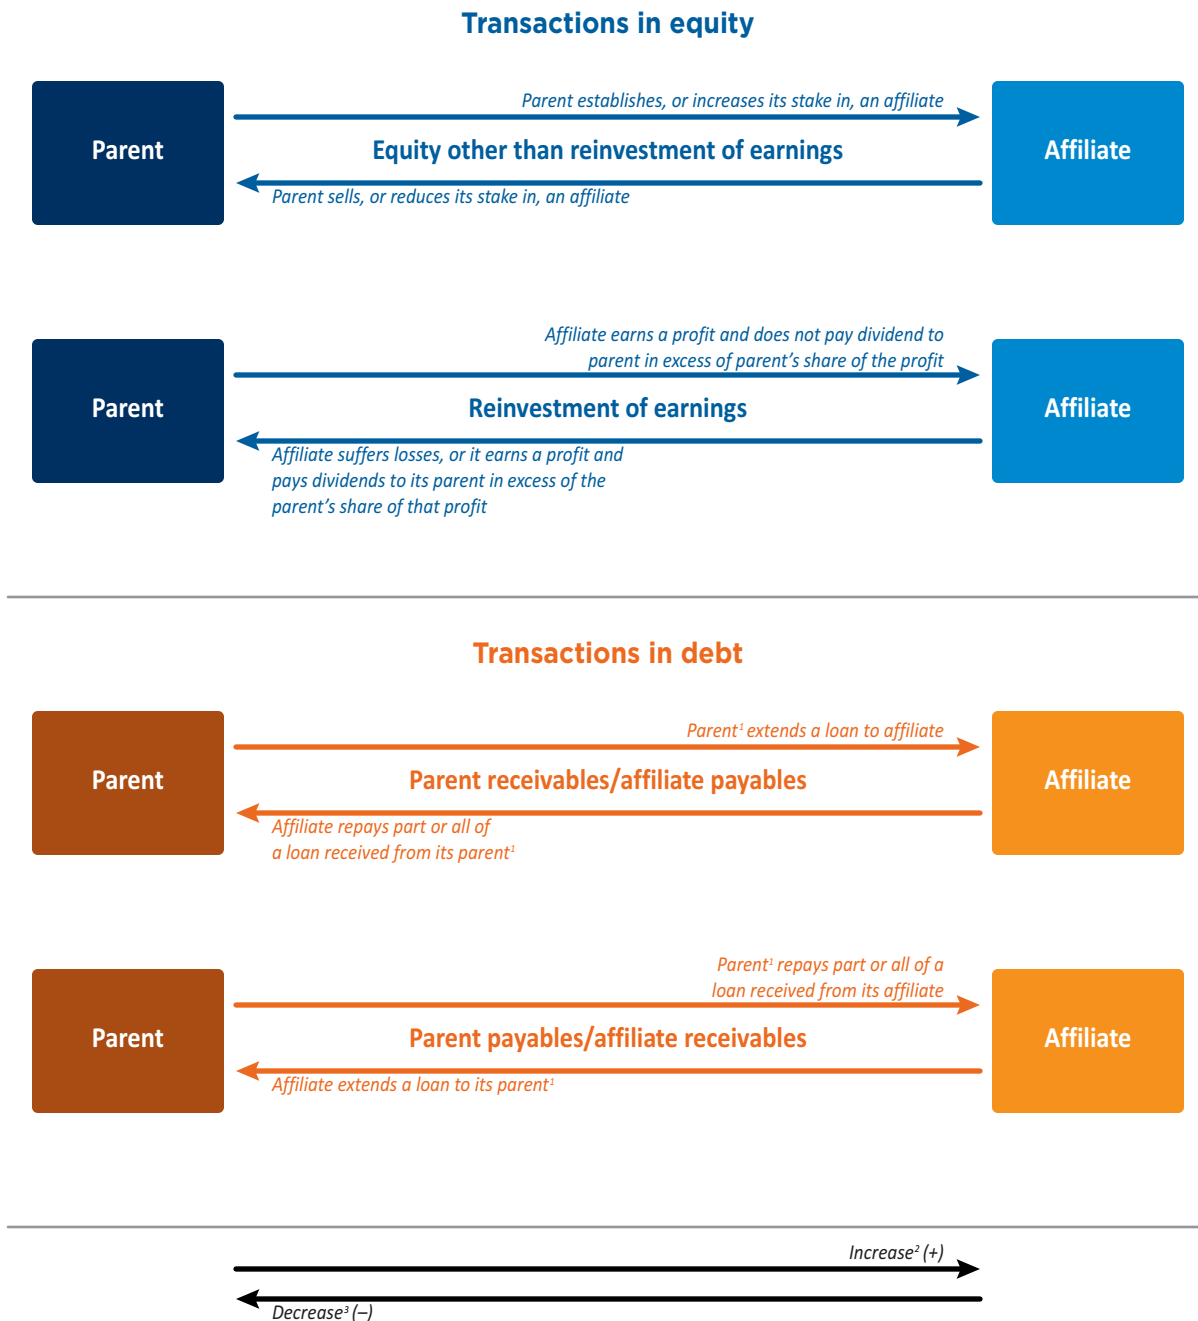 Transactions in equity
Parent establishes, or increases its stake in, an affiliate
Parent
Equity other than reinvestment of earnings
Affiliate
Parent sells, or reduces its stake in, an affiliate
Affiliate earns a profit and does not pay dividend to
parent in excess of parent’s share of the profit
Parent
Reinvestment of earnings
Affiliate
Affiliate suffers losses, or it earns a profit and
pays dividends to its parent in excess of the
parent’s share of that profit
Transactions in debt
Parent¹ extends a loan to affiliate
Parent
Parent receivables/affiliate payables
Affiliate
Affiliate repays part or all of
a loan received from its parent¹
Parent¹ repays part or all of a
loan received from its affiliate
Parent
Parent payables/affiliate receivables
Affiliate
Affiliate extends a loan to its parent¹
Increase² (+)
Decrease³ (–)